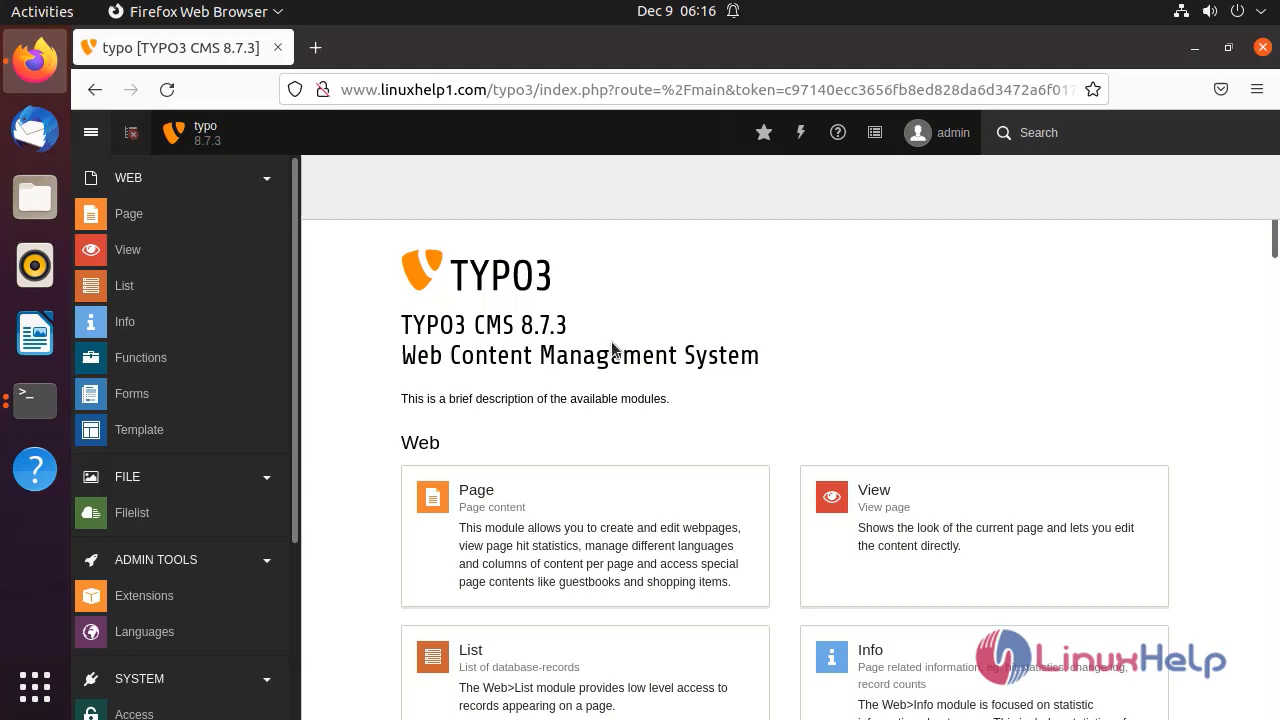 Activities
Firefox Web Browser
Dec 9 06:16
typo [TYPO3 CMS 8.7.3]
www.linuxhelp1.com/typo3/index.php?route=%2Fmain&token=c97140ecc3656fb8ed828da6d3472a6f017
typo
8.7.3
admin
Search
WEB
Page
View
List
Info
Functions
Forms
Template
FILE
Filelist
ADMIN TOOLS
Extensions
Languages
SYSTEM
Access
TYPO3
TYPO3 CMS 8.7.3
Web Content Management System
This is a brief description of the available modules.
Web
Page
Page content
This module allows you to create and edit webpages,
view page hit statistics, manage different languages
and columns of content per page and access special
page contents like guestbooks and shopping items.
View
View page
Shows the look of the current page and lets you edit
the content directly.
List
List of database-records
The Web>List module provides low level access to
records appearing on a page.
Info
Page related information, eg. hit statistics, change log,
record counts
The Web>Info module is focused on statistic
LinuxHelp